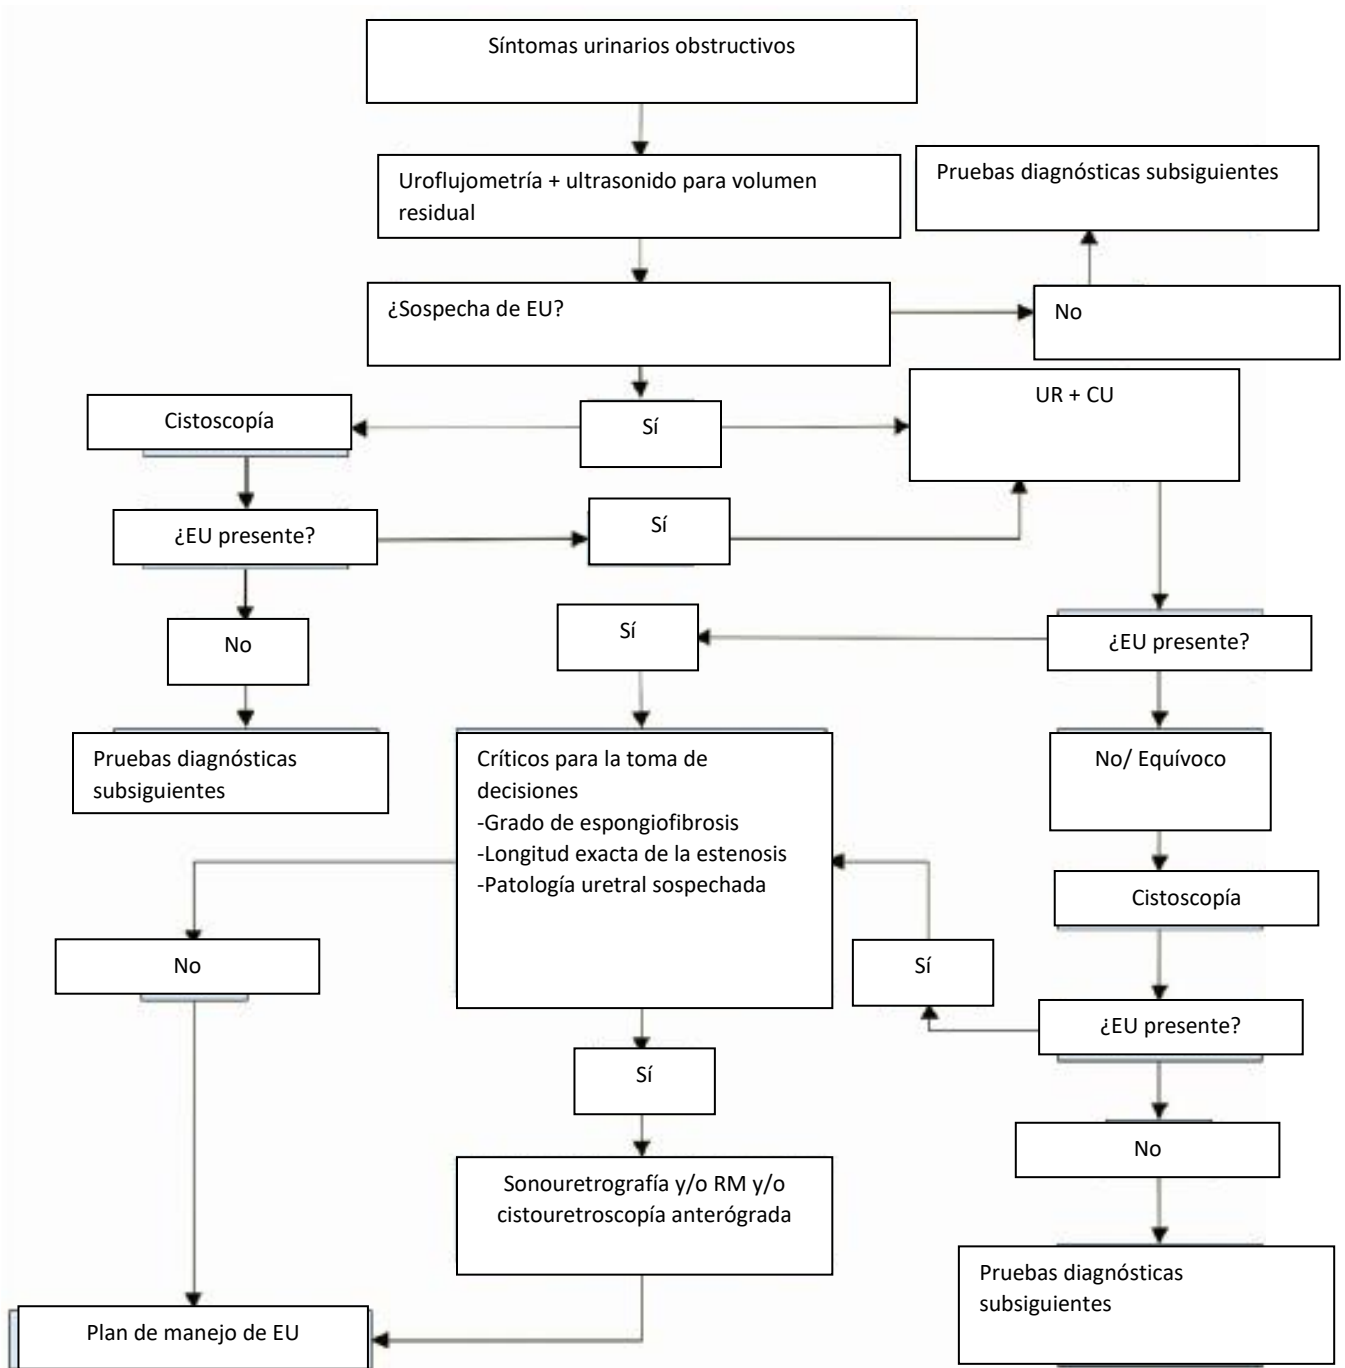 Síntomas urinarios obstructivos
Uroflujometría + ultrasonido para volumen
residual
Pruebas diagnósticas subsiguientes
¿Sospecha de EU?
No
UR + CU
Cistoscopía
Sí
¿EU presente?
Sí
Sí
¿EU presente?
No
Pruebas diagnósticas
subsiguientes
Críticos para la toma de
decisiones
-Grado de espongiofibrosis
-Longitud exacta de la estenosis
-Patología uretral sospechada
No/ Equívoco
Cistoscopía
No
Sí
¿EU presente?
Sí
No
Sonouretrografía y/o RM y/o
cistouretroscopía anterógrada
Pruebas diagnósticas
subsiguientes
Plan de manejo de EU